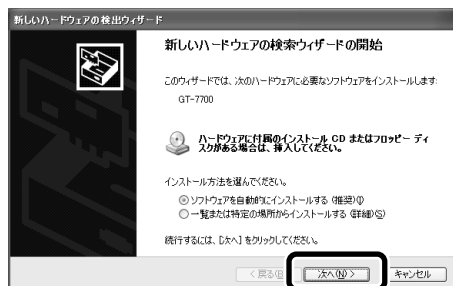 新しいハードウェアの検出ウィザード
新しいハードウェアの検索ウィザードの開始
このウィザードでは、次のハードウェアに必要なソフトウェアをインストールします:
GT-7700
ハードウェアに付属のインストール CD またはフロッピー ディ
スクがある場合は、挿入してください。
インストール方法を選んでください。
ソフトウェアを自動的にインストールする (推奨)(I)
一覧または特定の場所からインストールする (詳細)(S)
続行するには、[次へ] をクリックしてください。
< 戻る(B 次へ(N) > キャンセル